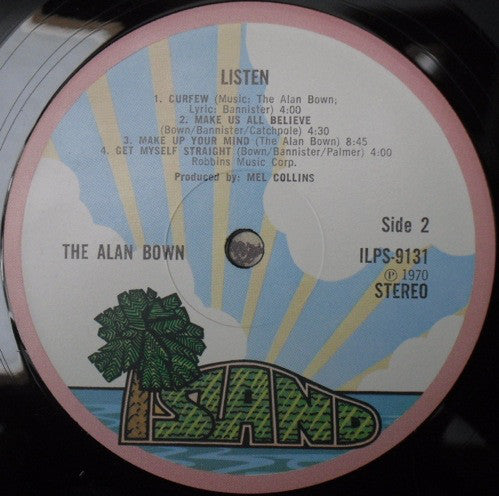 LISTEN
1. CURFEW (Music: The Alan Bown;
Lyric: Bannister) 4:00
2. MAKE US ALL BELIEVE
(Bown/Bannister/Catchpole) 4:30
3. MAKE UP YOUR MIND (The Alan Bown) 8:45
4. GET MYSELF STRAIGHT (Bown/Bannister/Palmer) 4:00
Robbins Music Corp.
Produced by: MEL COLLINS
Side 2
THE ALAN BOWN
ILPS-9131
Ⓟ 1970
STEREO
ISLAND